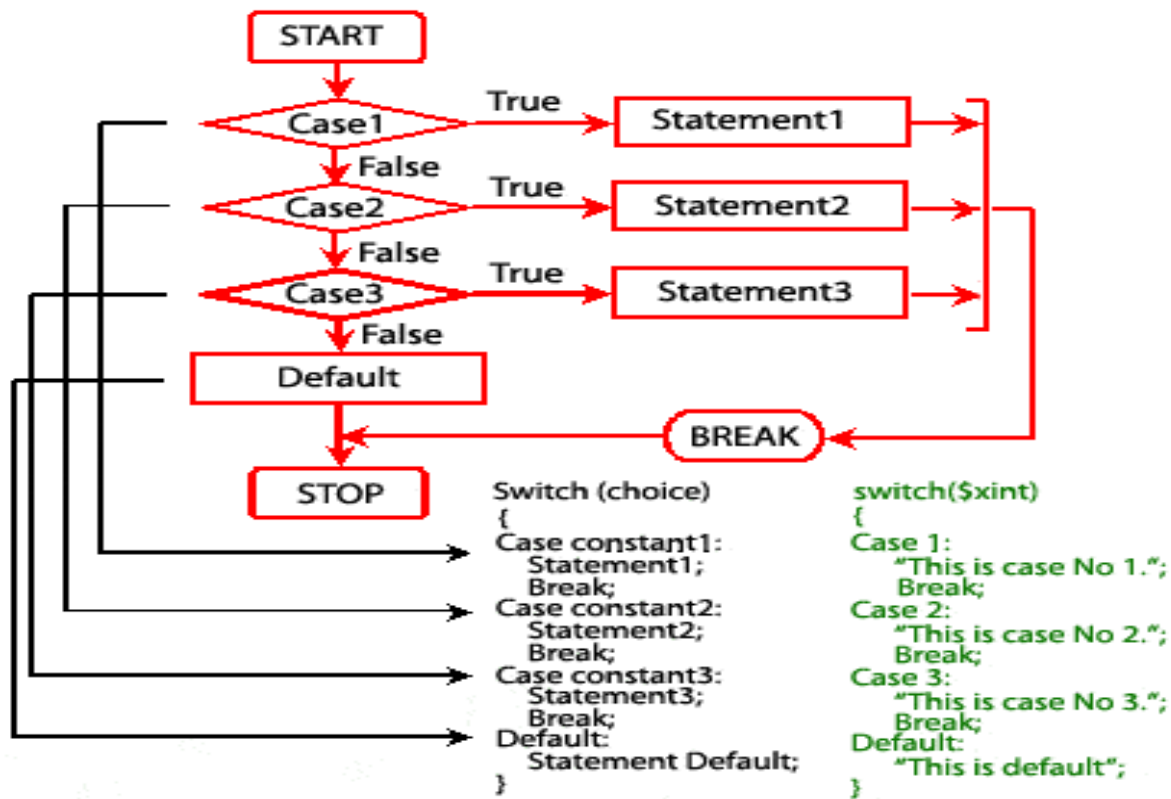 START
Case1
True
Statement1
False
Case2
True
Statement2
False
Case3
True
Statement3
False
Default
BREAK
STOP
Switch (choice)
{
Case constant1:
Statement1;
Break;
Case constant2:
Statement2;
Break;
Case constant3:
Statement3;
Break;
Default:
Statement Default;
}
switch($xint)
{
Case 1:
“This is case No 1.“;
Break;
Case 2:
“This is case No 2.“;
Break;
Case 3:
“This is case No 3.“;
Break;
Default:
“This is default”;
}